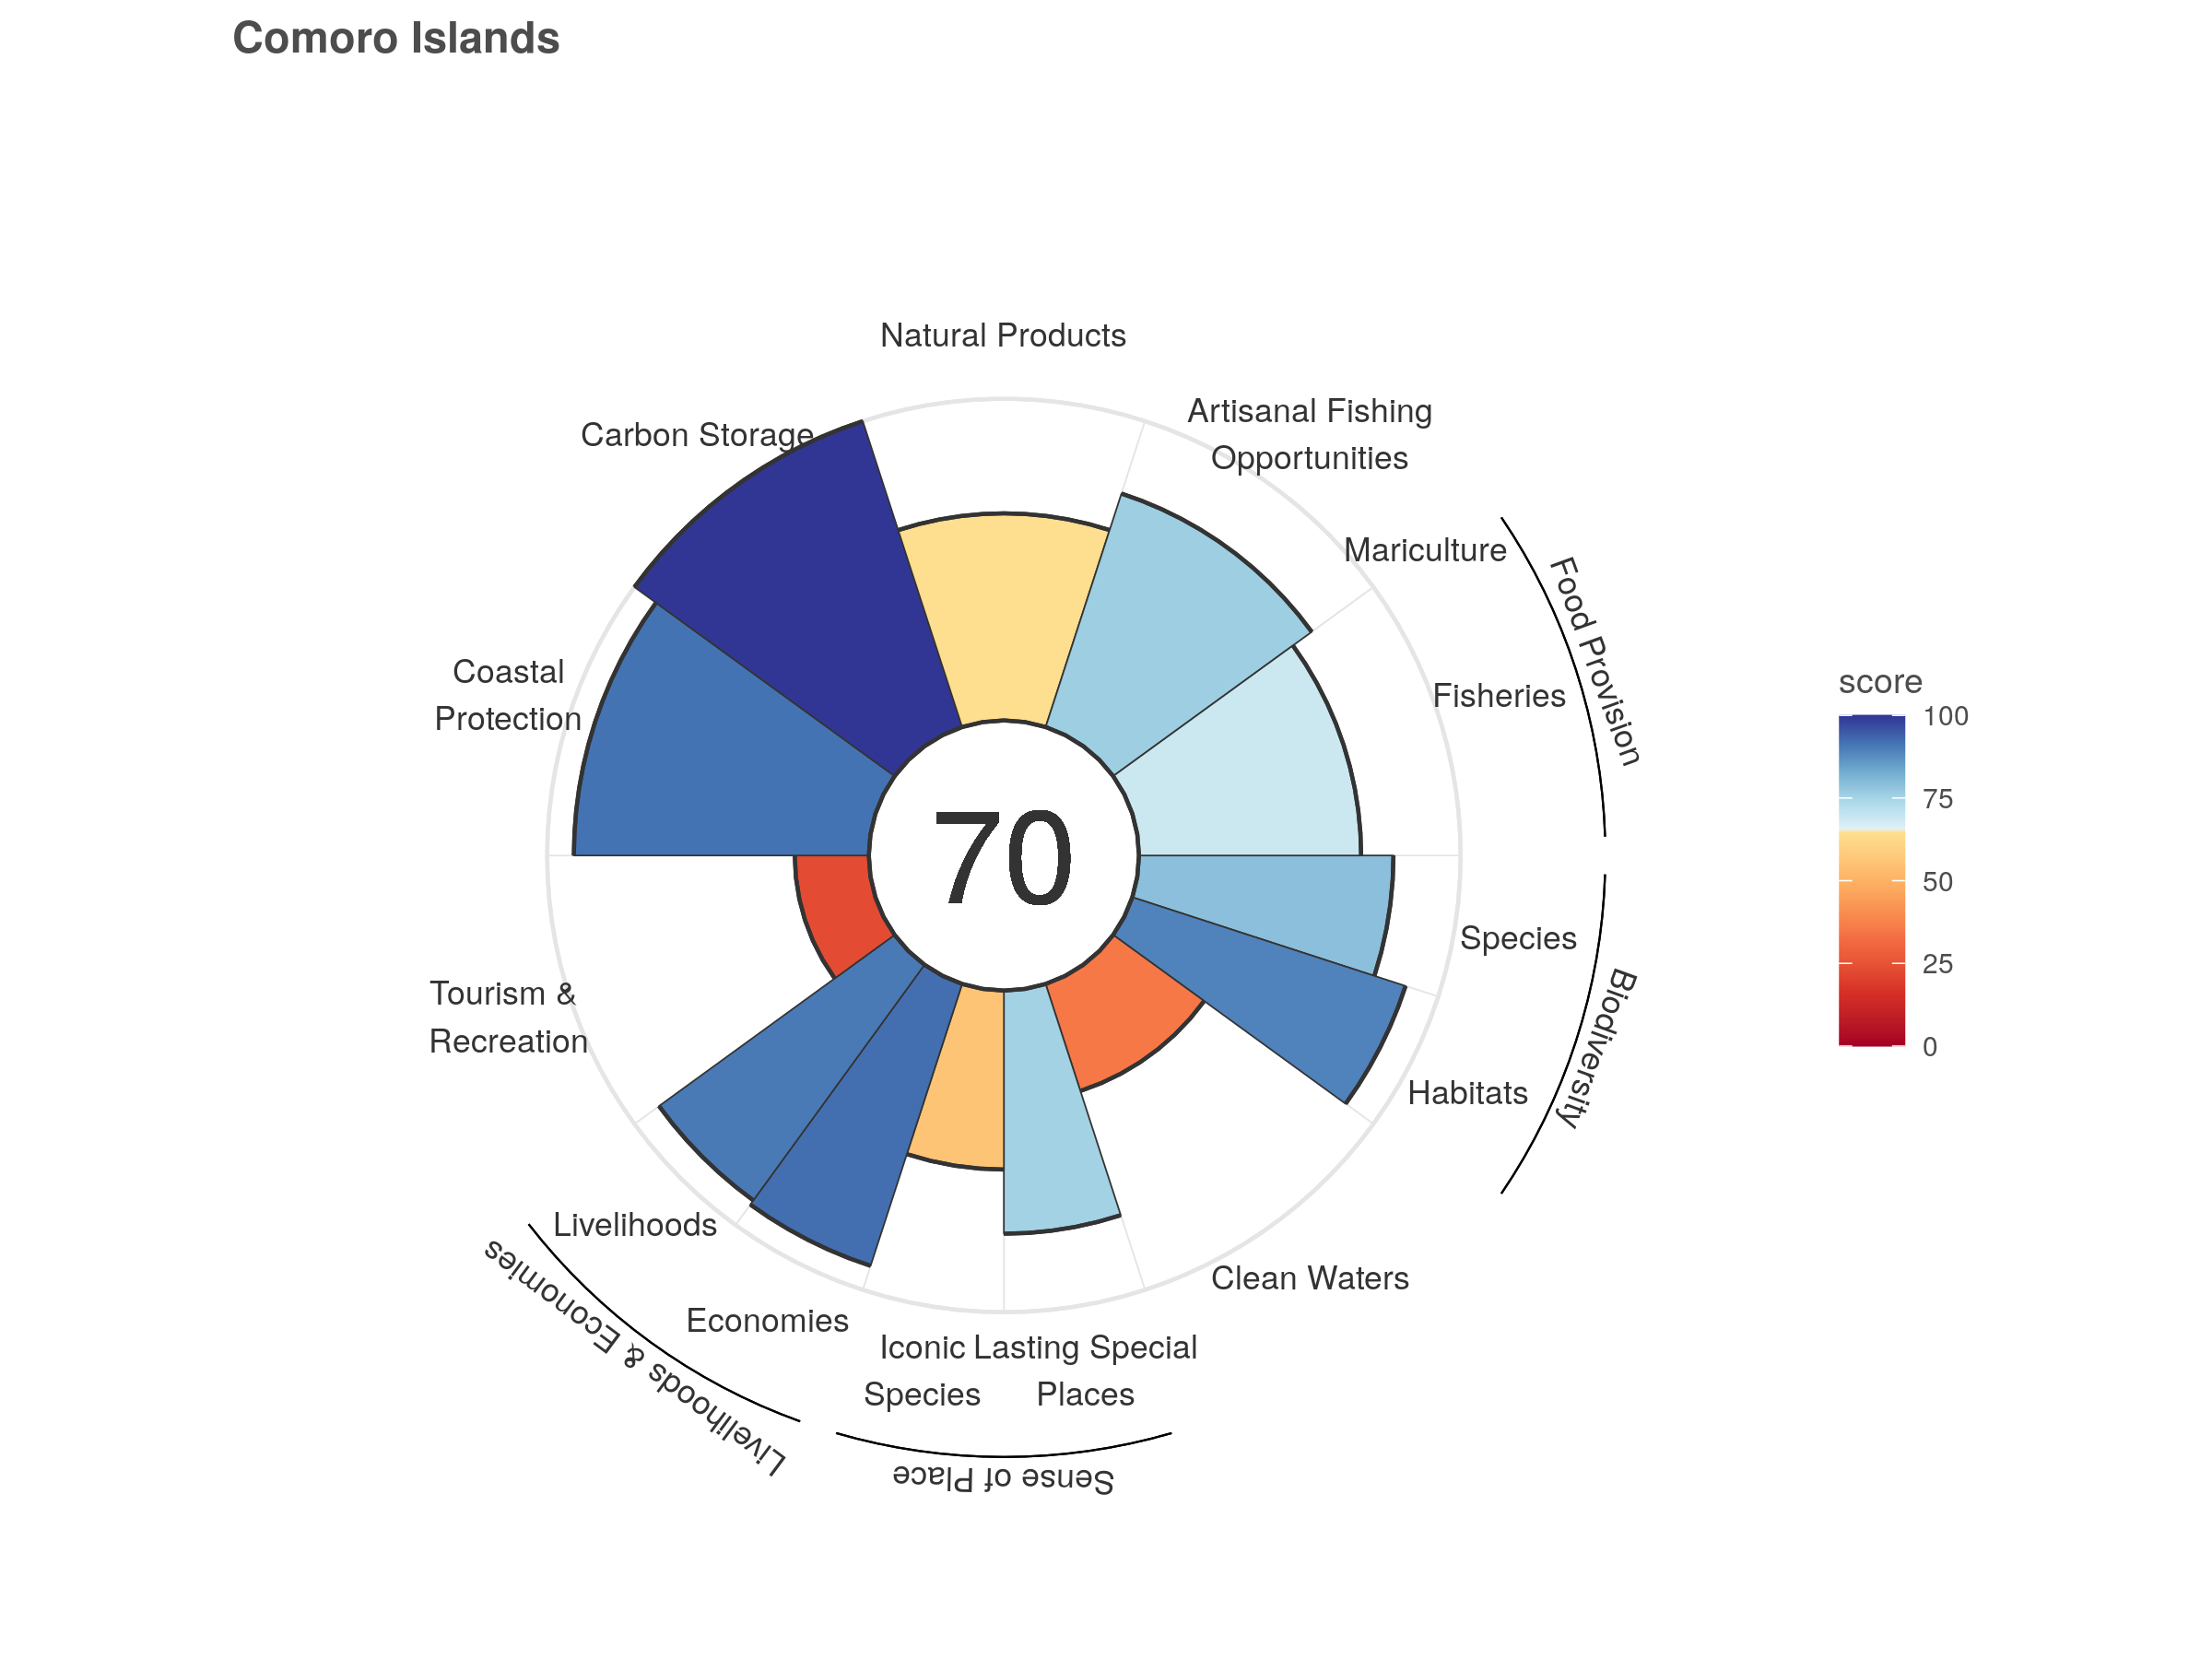 Comoro Islands
Natural Products
Artisanal Fishing
Opportunities
Carbon Storage
Mariculture
Food Provision
Fisheries
Coastal
Protection
score
100
75
50
25
0
70
Species
Biodiversity
Habitats
Tourism &
Recreation
Livelihoods
Clean Waters
Economies
Livelihoods & Economies
Iconic
Species
Lasting Special
Places
Sense of Place